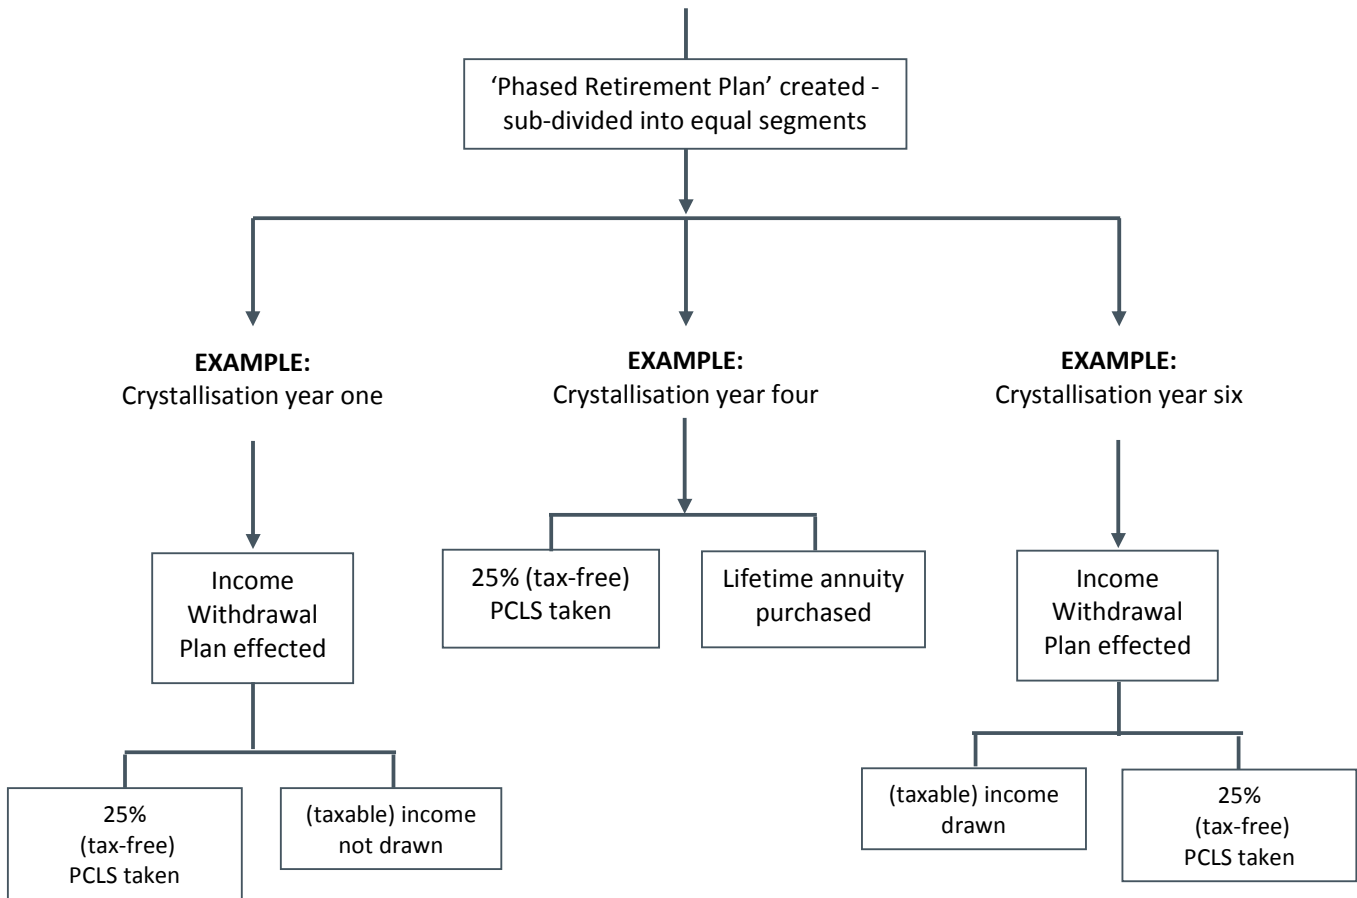 ‘Phased Retirement Plan’ created -
sub-divided into equal segments
EXAMPLE:
Crystallisation year one
EXAMPLE:
Crystallisation year four
EXAMPLE:
Crystallisation year six
Income
Withdrawal
Plan effected
25% (tax-free)
PCLS taken
Lifetime annuity
purchased
Income
Withdrawal
Plan effected
25%
(tax-free)
PCLS taken
(taxable) income
not drawn
(taxable) income
drawn
25%
(tax-free)
PCLS taken